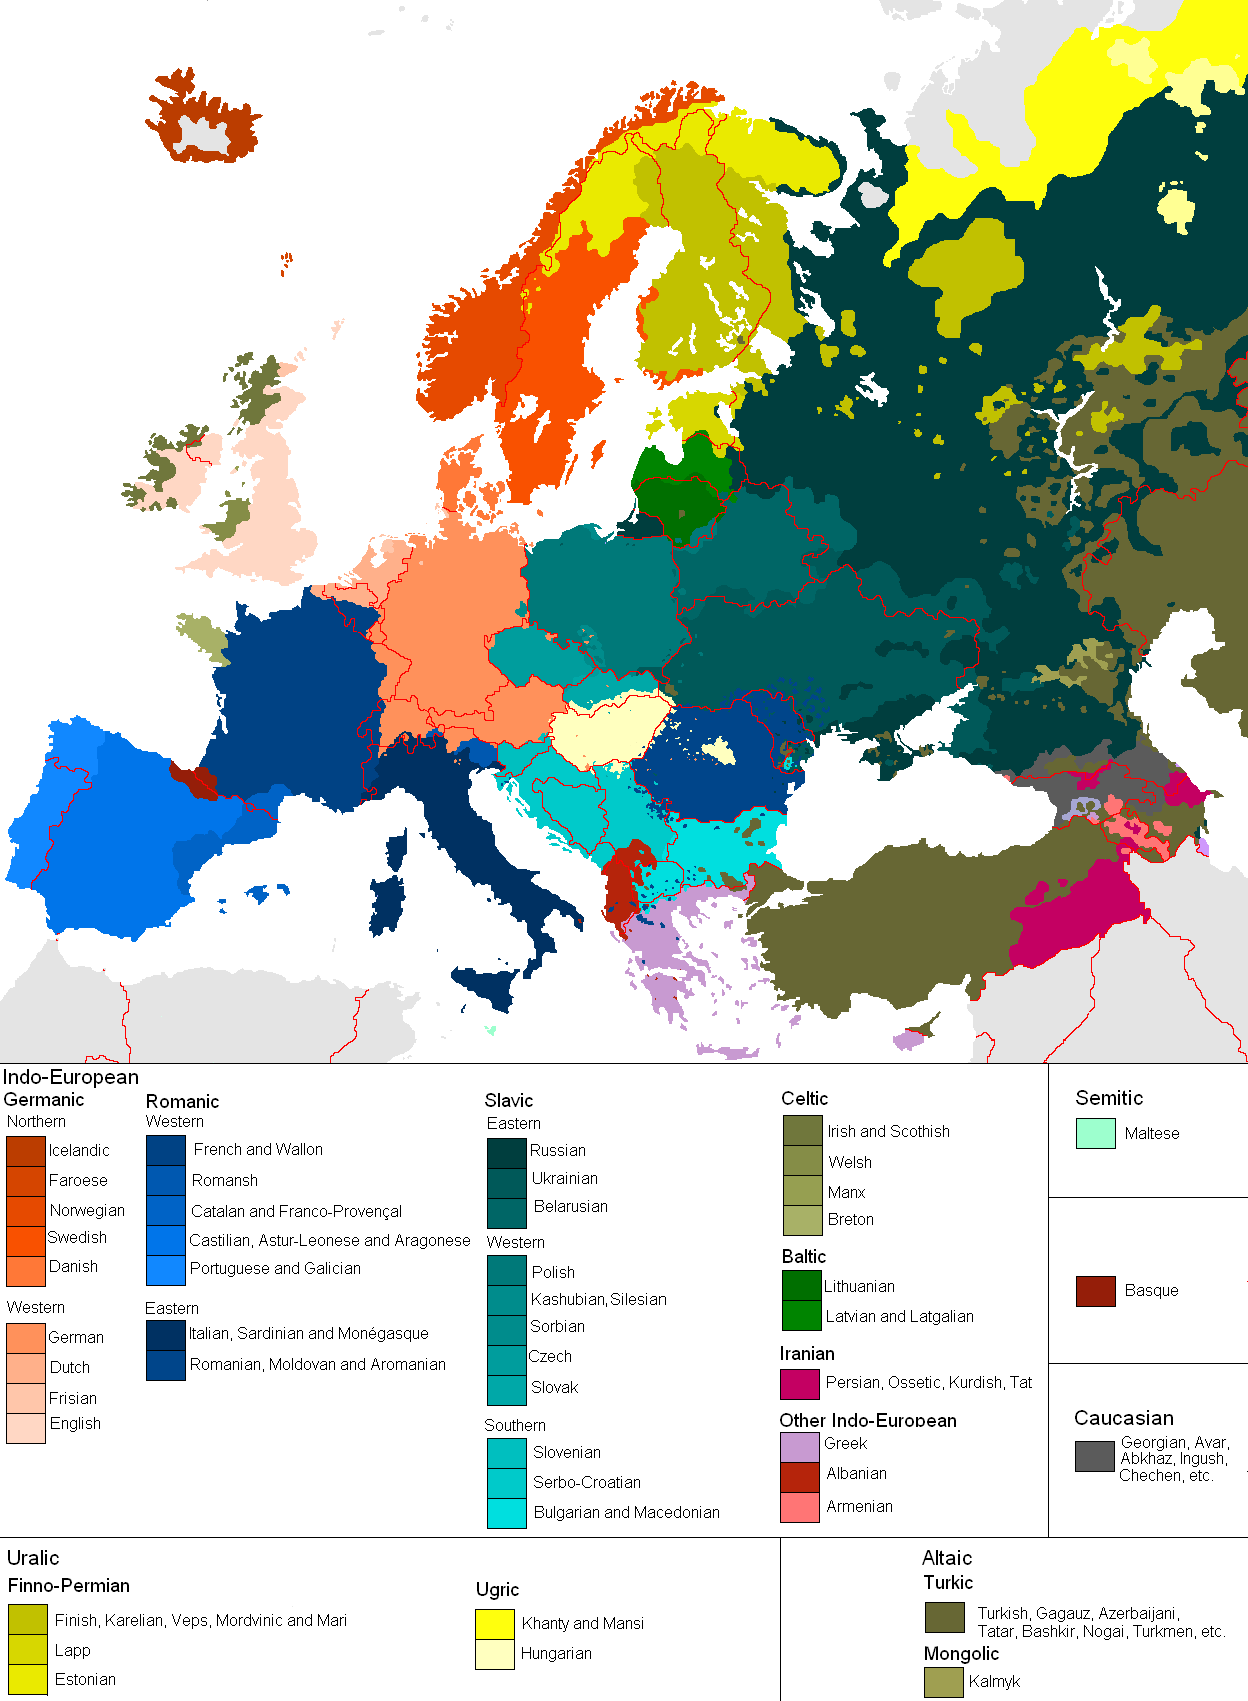 Indo-European
Germanic
Northern
Icelandic
Faroese
Norwegian
Swedish
Danish
Western
German
Dutch
Frisian
English
Romanic
Western
French and Wallon
Romansh
Catalan and Franco-Provençal
Castilian, Astur-Leonese and Aragonese
Portuguese and Galician
Eastern
Italian, Sardinian and Monégasque
Romanian, Moldovan and Aromanian
Slavic
Eastern
Russian
Ukrainian
Belarusian
Western
Polish
Kashubian, Silesian
Sorbian
Czech
Slovak
Southern
Slovenian
Serbo-Croatian
Bulgarian and Macedonian
Celtic
Irish and Scothish
Welsh
Manx
Breton
Baltic
Lithuanian
Latvian and Latgalian
Iranian
Persian, Ossetic, Kurdish, Tat
Other Indo-European
Greek
Albanian
Armenian
Semitic
Maltese
Basque
Caucasian
Georgian, Avar,
Abkhaz, Ingush,
Chechen, etc.
Uralic
Finno-Permian
Finish, Karelian, Veps, Mordvinic and Mari
Lapp
Estonian
Ugric
Khanty and Mansi
Hungarian
Altaic
Turkic
Turkish, Gagauz, Azerbaijani,
Tatar, Bashkir, Nogai, Turkmen, etc.
Mongolic
Kalmyk